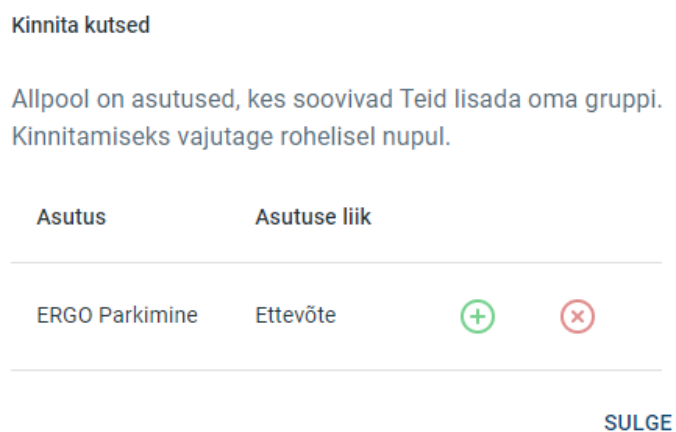 Kinnita kutsed
Allpool on asutused, kes soovivad Teid lisada oma gruppi.
Kinnitamiseks vajutage rohelisel nupul.
Asutus Asutuse liik
ERGO Parkimine Ettevõte
SULGE